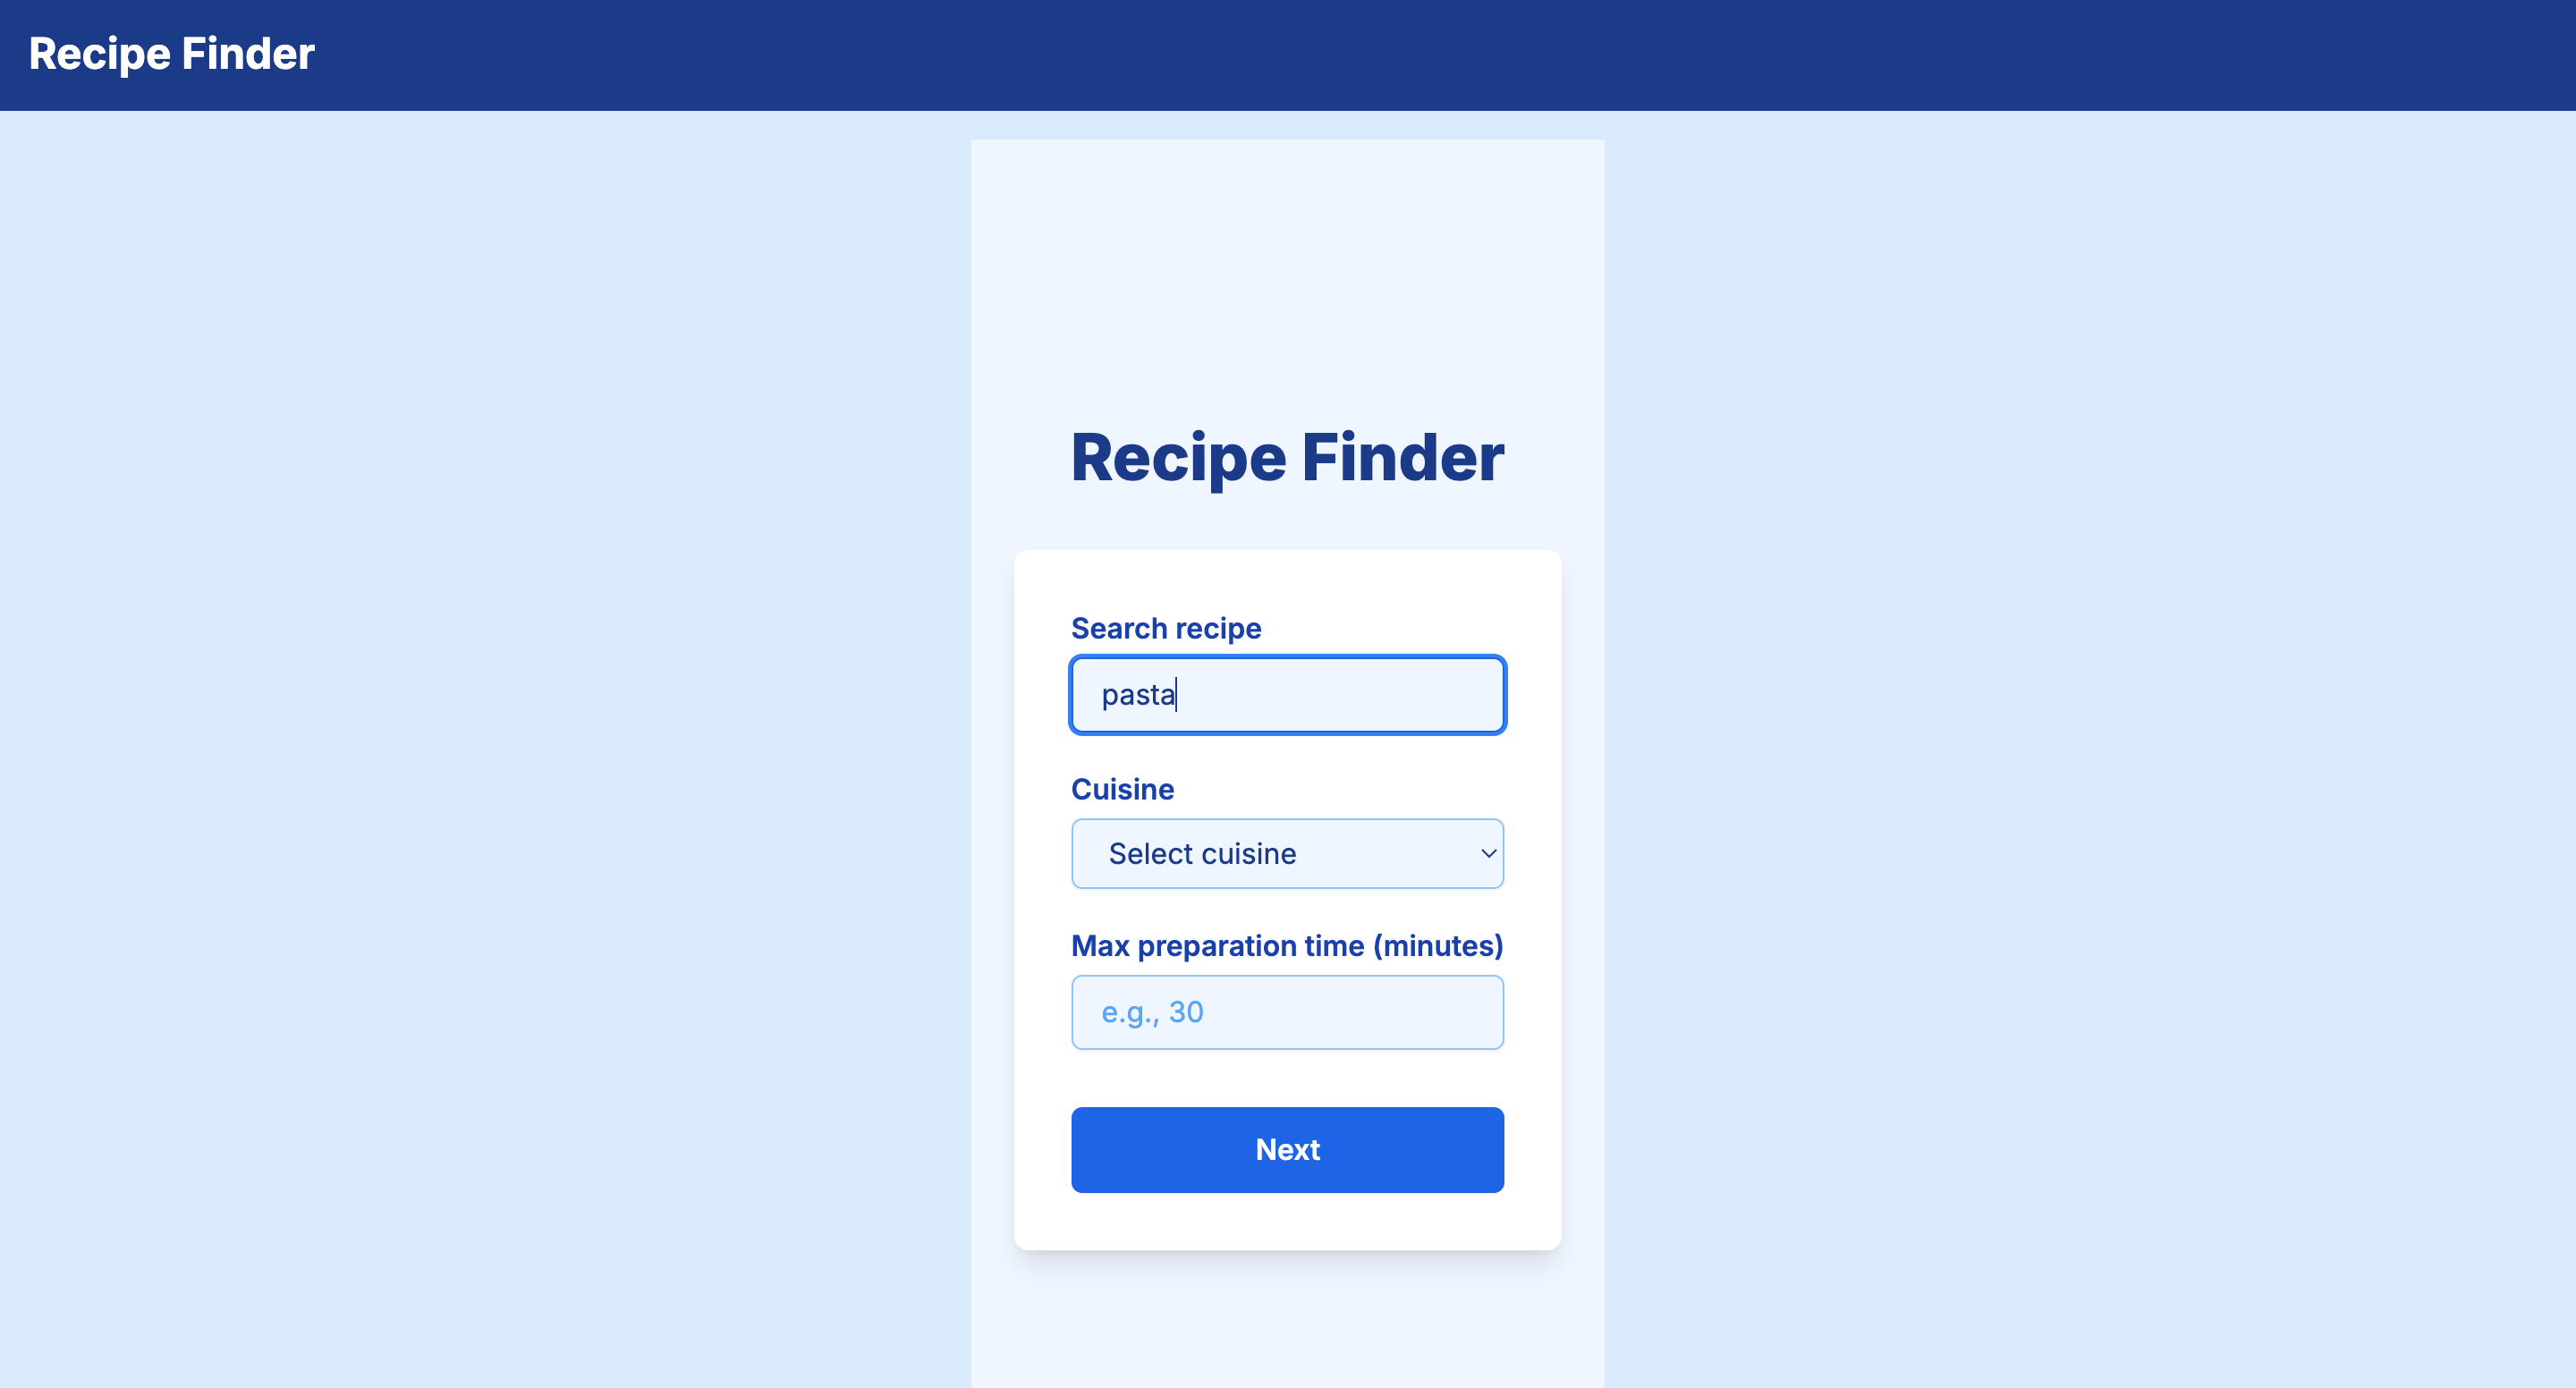 Recipe Finder
Recipe Finder
Search recipe
pasta
Cuisine
Select cuisine
Max preparation time (minutes)
e.g., 30
Next